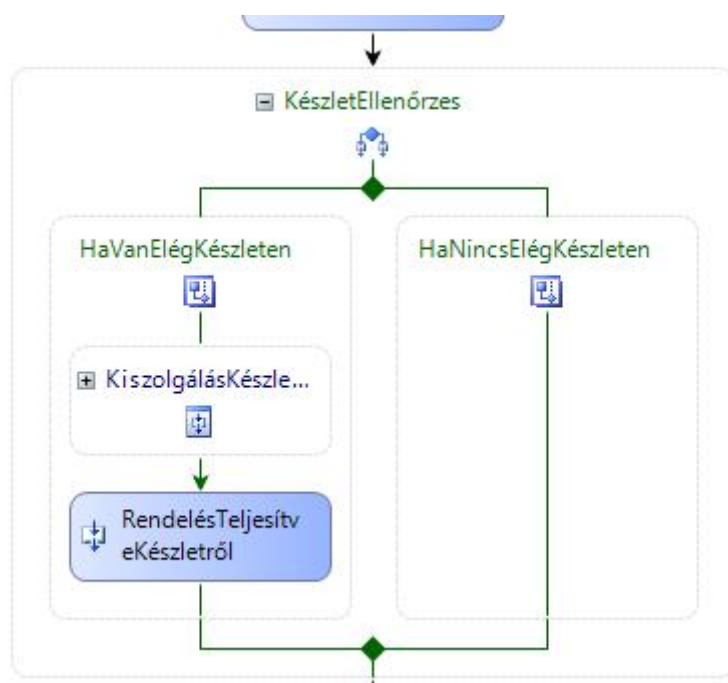 KészletEllenőrzes
HaVanElégKészleten
HaNincsElégKészleten
KiszolgálásKészle...
RendelésTeljesítv
eKészletről